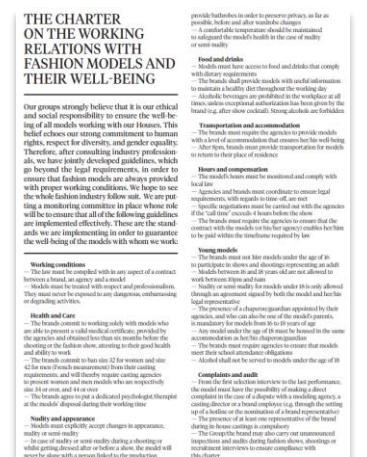 THE CHARTER
ON THE WORKING
RELATIONS WITH
FASHION MODELS AND
THEIR WELL-BEING
Our groups strongly believe that it is our ethical
and social responsibility to ensure the well-be-
ing of all models working with our Houses. This
belief echoes our strong commitment to human
rights, respect for diversity, and gender equality.
Therefore, after consulting industry profession-
als, we have jointly developed guidelines, which
go beyond the legal requirements, in order to
ensure that fashion models are always provided
with proper working conditions. We hope to see
the whole fashion industry follow suit. We are put-
ting a monitoring committee in place whose role
will be to ensure that all of the following guidelines
are implemented effectively. These are the stand-
ards we are implementing in order to guarantee
the well-being of the models with whom we work:
Working conditions
— The law must be complied with in any aspect of a contract
between a brand, an agency and a model
— Models must be treated with respect and professionalism.
They must never be exposed to any dangerous, embarrassing
or degrading activities.
Health and Care
— The brands commit to working solely with models who
are able to present a valid medical certificate, provided by
the agencies and obtained less than six months before the
shooting or the fashion show, attesting to their good health
and ability to work
— The brands commit to ban size 32 for women and size
42 for men (French measurement) from their casting
requirements, and will thereby require casting agencies
to present women and men models who are respectively
size 34 or over, and 44 or over
— The brands agree to put a dedicated psychologist/therapist
at the models' disposal during their working time
Nudity and appearance
— Models must explicitly accept changes in appearance,
nudity or semi-nudity
— In case of nudity or semi-nudity during a shooting or
whilst getting dressed after or before a show, the model will
never be alone with a person linked to the production
provide bathrobes in order to preserve privacy, as far as
possible, before and after wardrobe changes
— A comfortable temperature should be maintained
to safeguard the model's health in the case of nudity
or semi-nudity
Food and drinks
— Models must have access to food and drinks that comply
with dietary requirements
— The brands shall provide models with useful information
to maintain a healthy diet throughout the working day
— Alcoholic beverages are prohibited in the workplace at all
times, unless exceptional authorization has been given by the
brand (e.g. after show cocktail). Strong alcohols are forbidden
Transportation and accommodation
— The brands must require the agencies to provide models
with a level of accommodation that ensures her/his well-being
— After 8pm, brands must provide transportation for models
to return to their place of residence
Hours and compensation
— The model's hours must be monitored and comply with
local law
— Agencies and brands must coordinate to ensure legal
requirements, with regards to time-off, are met
— Specific negotiations must be carried out with the agencies
if the "call time" exceeds 4 hours before the show
— The brands must require the agencies to ensure that the
contract with the models (or his/her agency) enables her/him
to be paid within the timeframe required by law
Young models
— The brands must not hire models under the age of 16
to participate in shows and shootings representing an adult
— Models between 16 and 18 years old are not allowed to
work between 10pm and 6am
— Nudity or semi-nudity for models under 18 is only allowed
through an agreement signed by both the model and her/his
legal representative
— The presence of a chaperon/guardian appointed by their
agencies, and who can also be one of the model's parents,
is mandatory for models from 16 to 18 years of age
— Any model under the age of 18 must be housed in the same
accommodation as her/his chaperon/guardian
— The brands must require agencies to ensure that models
meet their school attendance obligations
— Alcohol shall not be served to models under the age of 18
Complaints and audit
— From the first selection interview to the last performance,
the model must have the possibility of making a direct
complaint in the case of dispute with a modeling agency, a
casting director or a brand employee (e.g. through the setting
up of a hotline or the nomination of a brand representative)
— The presence of at least one representative of the brand
during in-house castings is compulsory
— The Group/the Brand may also carry out unannounced
inspections and audits during fashion shows, shootings or
recruitment interviews to ensure compliance with
this charter